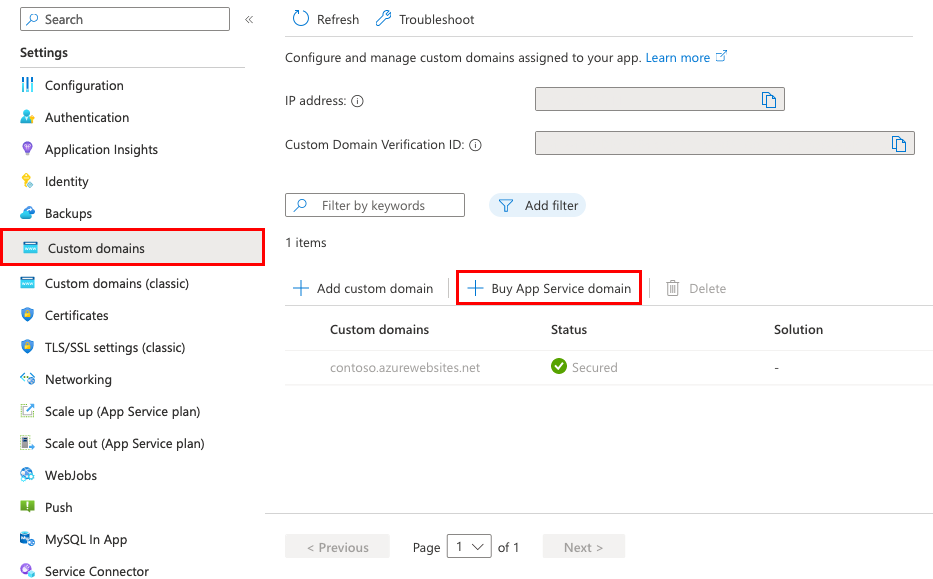 Search
«
Settings
Configuration
Authentication
Application Insights
Identity
Backups
Custom domains
Custom domains (classic)
Certificates
TLS/SSL settings (classic)
Networking
Scale up (App Service plan)
Scale out (App Service plan)
WebJobs
Push
MySQL In App
Service Connector
Refresh Troubleshoot
Configure and manage custom domains assigned to your app. Learn more
IP address:
Custom Domain Verification ID:
Filter by keywords Add filter
1 items
Add custom domain Buy App Service domain Delete
Custom domains Status Solution
contoso.azurewebsites.net Secured -
< Previous Page 1 of 1 Next >